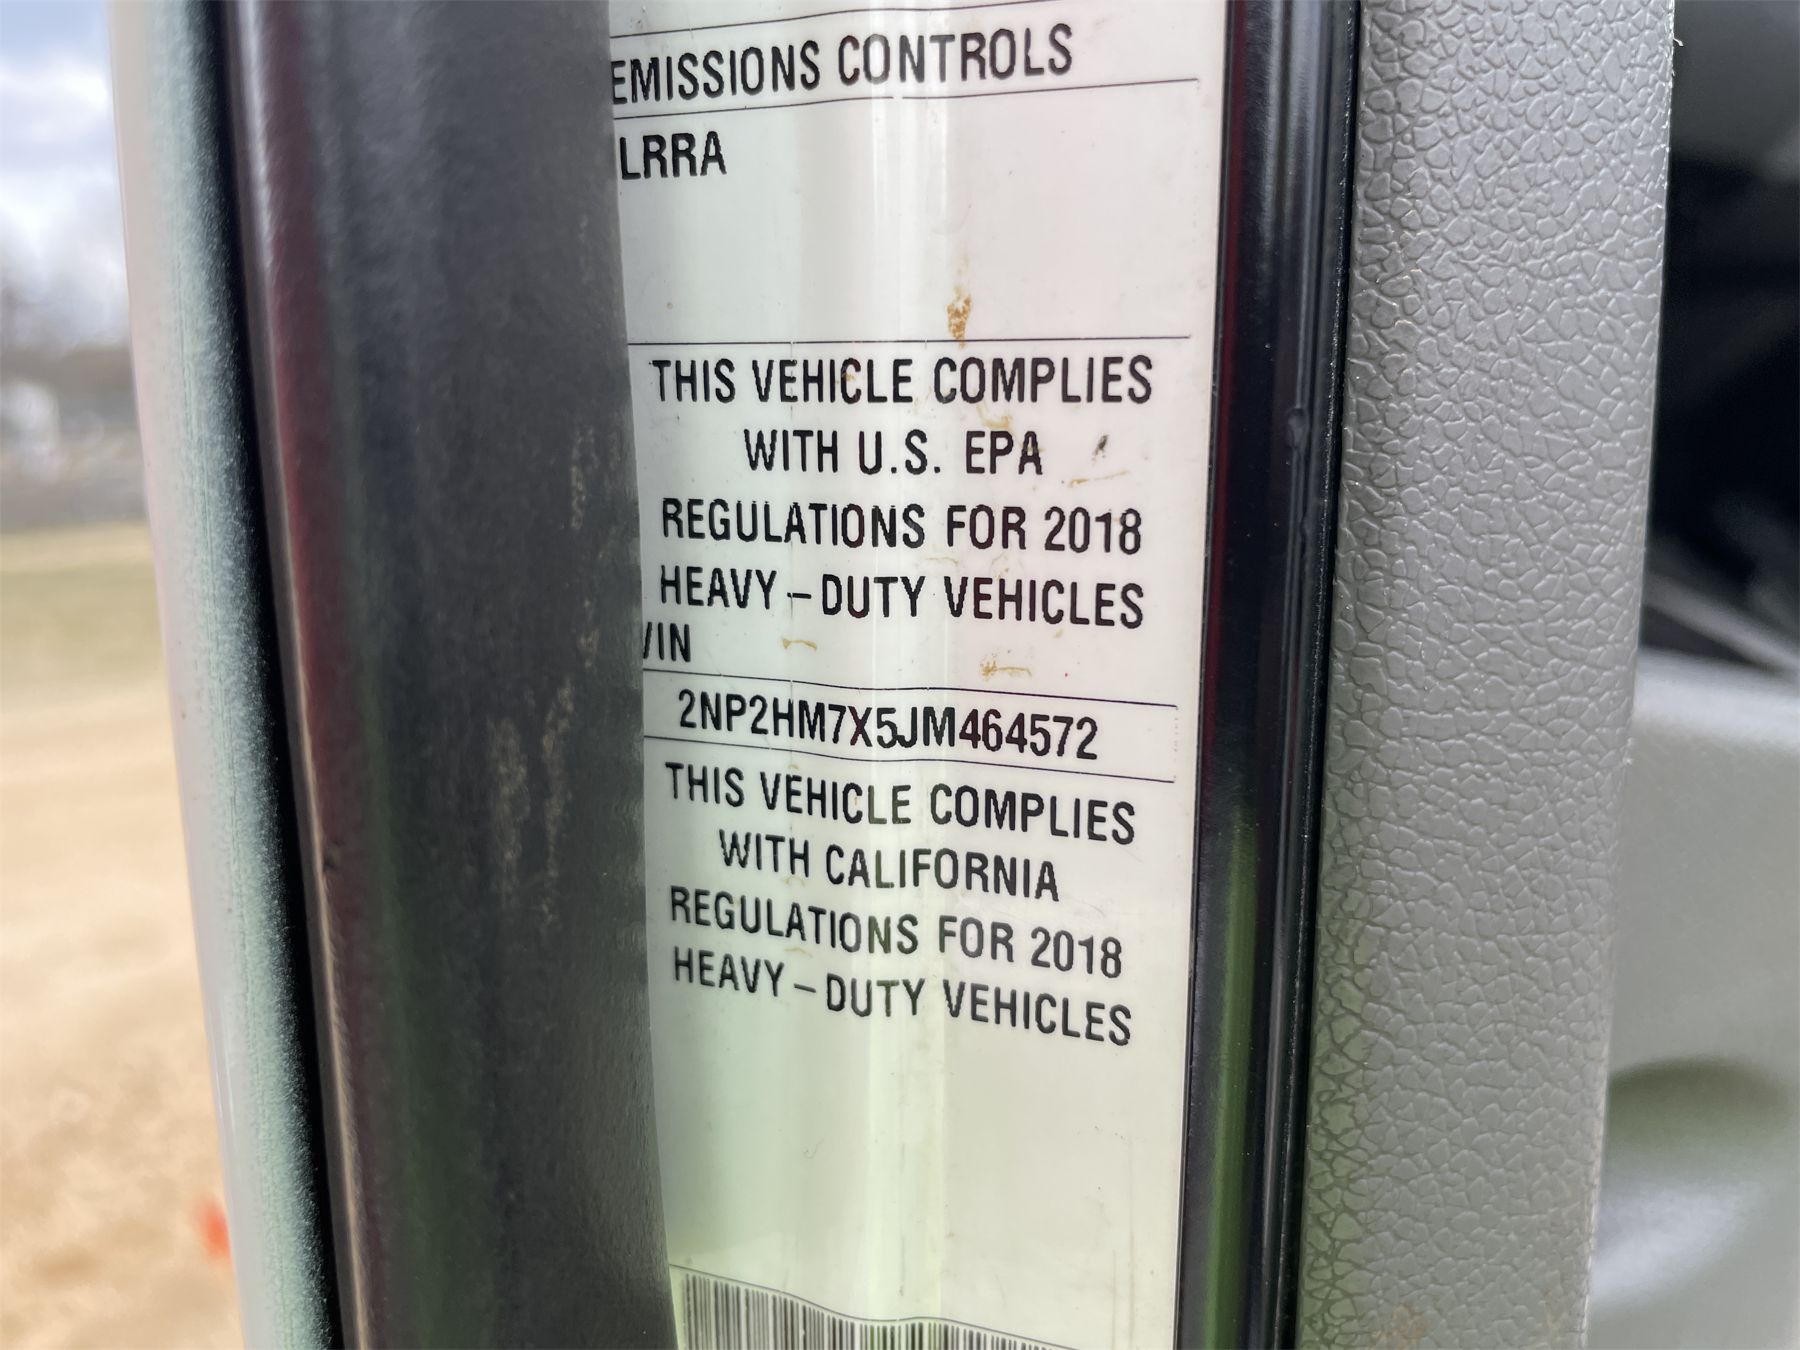 EMISSIONS CONTROLS
LRRA
THIS VEHICLE COMPLIES
WITH U.S. EPA
REGULATIONS FOR 2018
HEAVY-DUTY VEHICLES
VIN
2NP2HM7X5JM464572
THIS VEHICLE COMPLIES
WITH CALIFORNIA
REGULATIONS FOR 2018
HEAVY-DUTY VEHICLES